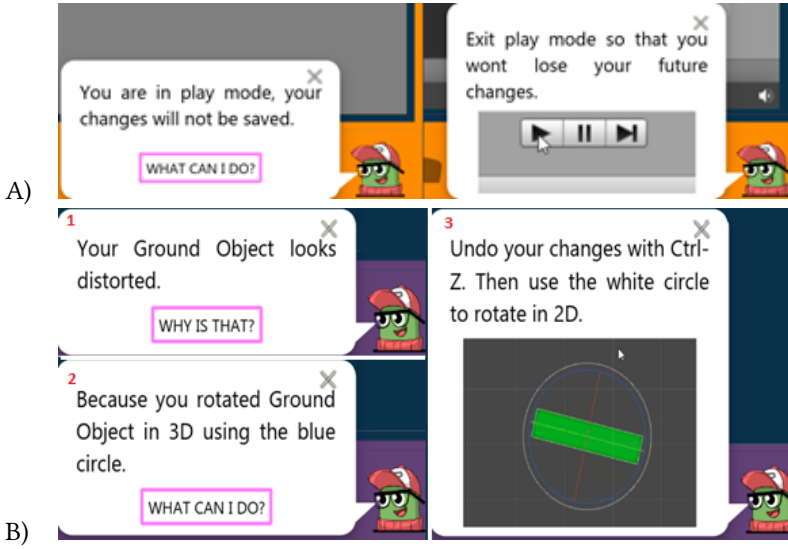 A)
You are in play mode, your
changes will not be saved.
WHAT CAN I DO?
Exit play mode so that you
wont lose your future
changes.
B)
1
Your Ground Object looks
distorted.
WHY IS THAT?
2
Because you rotated Ground
Object in 3D using the blue
circle.
WHAT CAN I DO?
3
Undo your changes with Ctrl-
Z. Then use the white circle
to rotate in 2D.